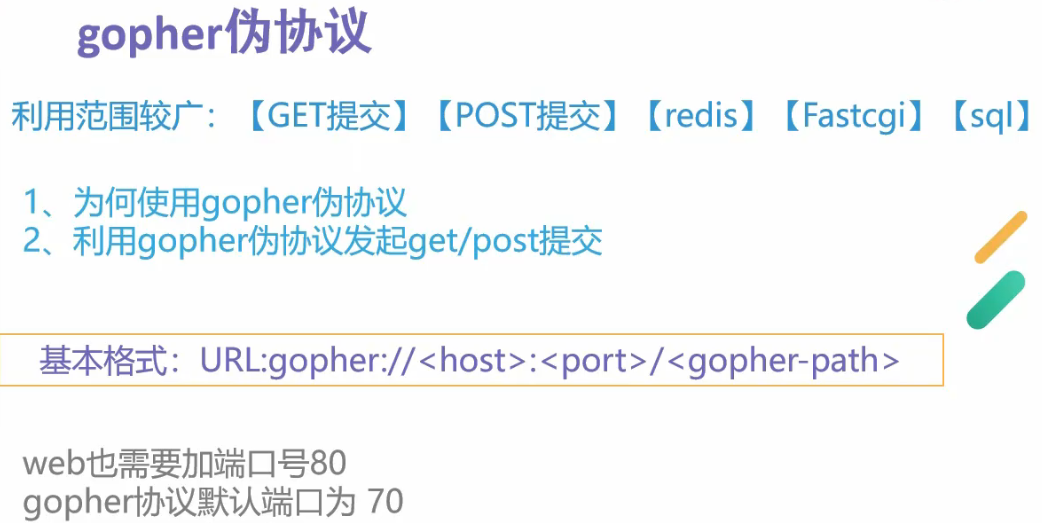 gopher伪协议
利用范围较广：【GET提交】【POST提交】【redis】【Fastcgi】【sql】
1、为何使用gopher伪协议
2、利用gopher伪协议发起get/post提交
基本格式：URL:gopher://<host>:<port>/<gopher-path>
web也需要加端口号80
gopher协议默认端口为 70